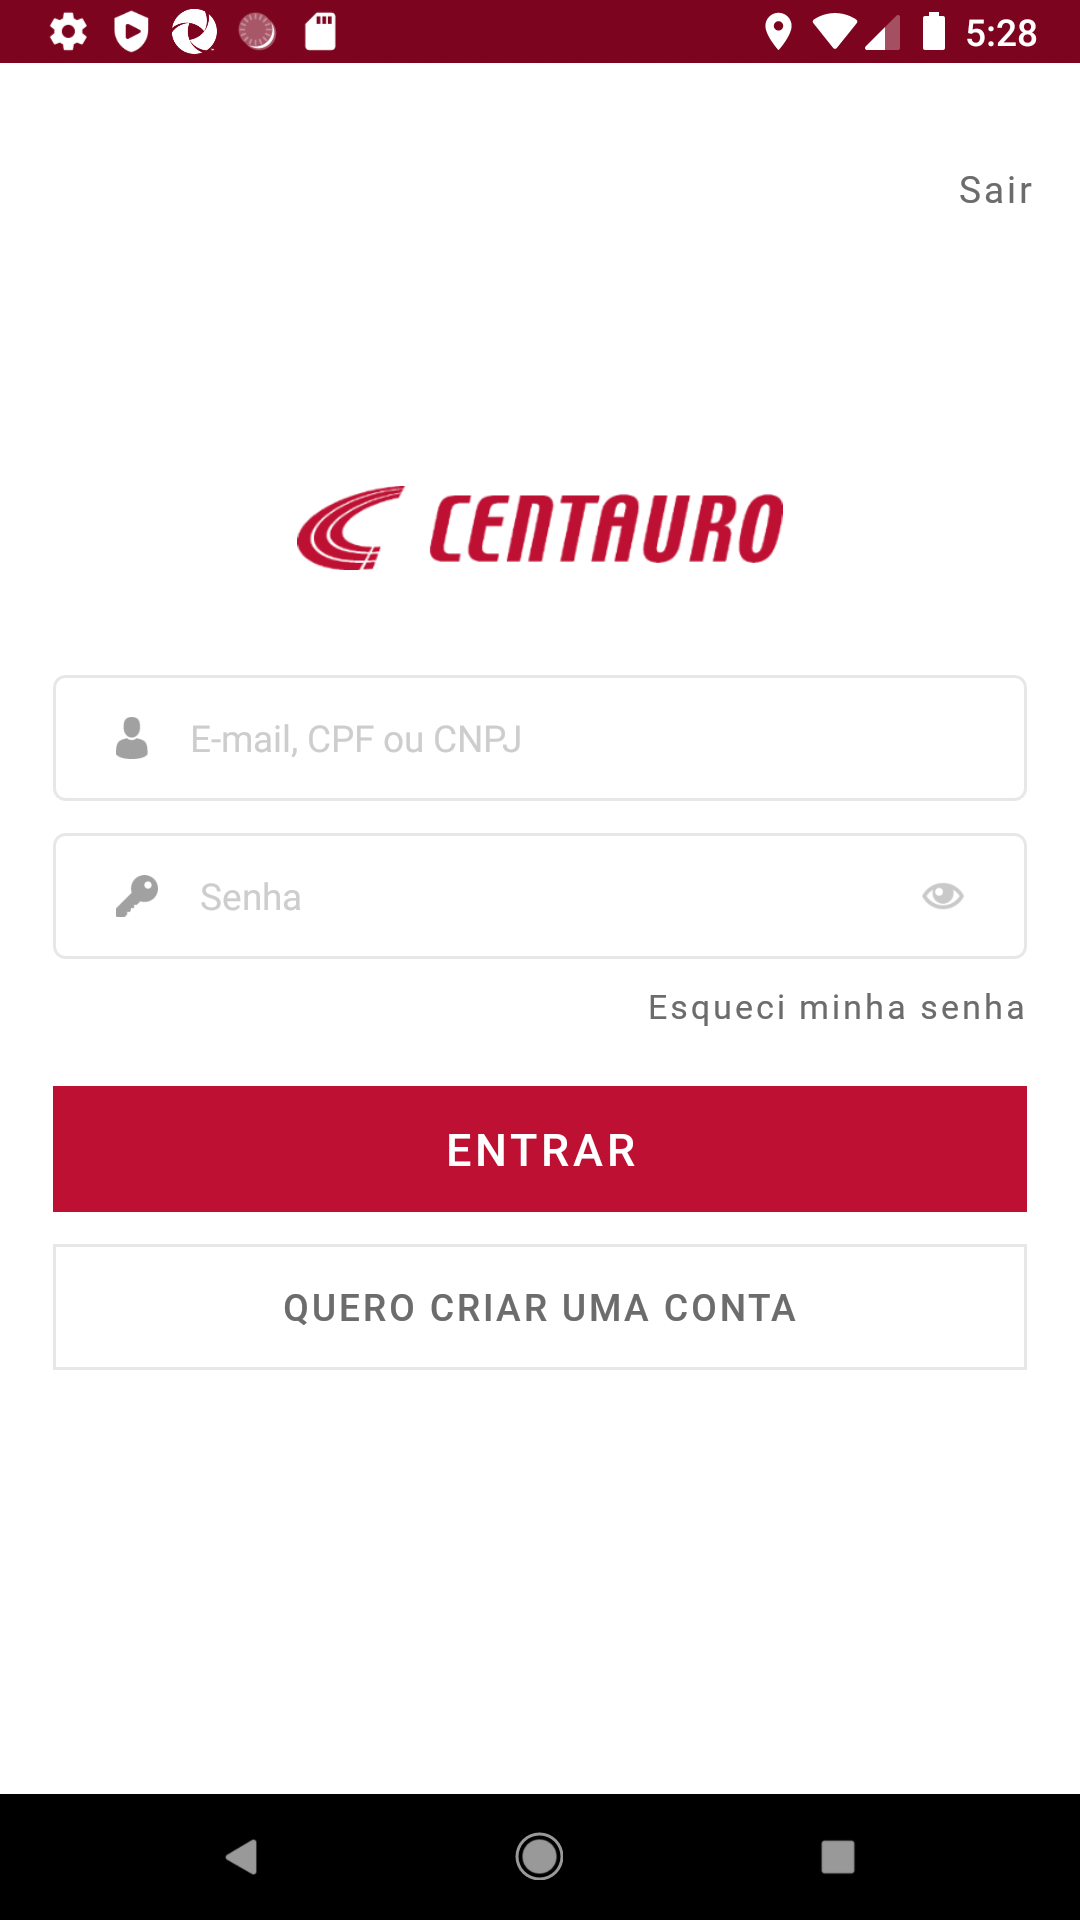 5:28
Sair
CENTAURO
E-mail, CPF ou CNPJ
Senha
Esqueci minha senha
ENTRAR
QUERO CRIAR UMA CONTA